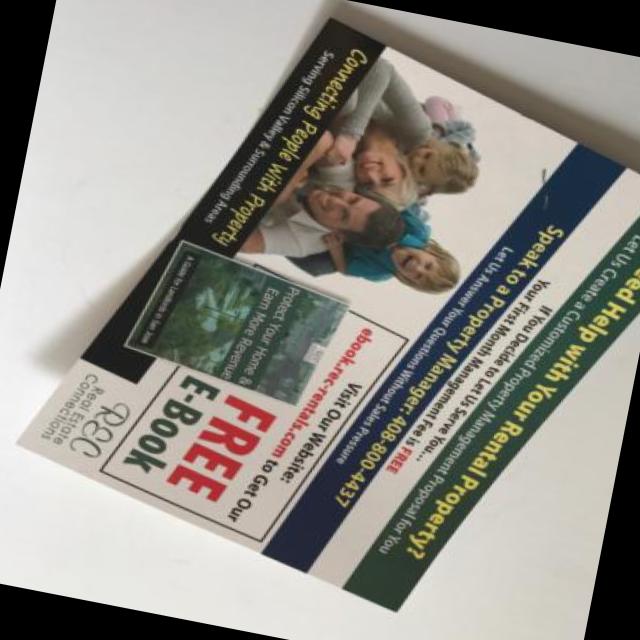 eed Help with Your Rental Property?
Let Us Create a Customized Property Management Proposal for You
If You Decide to Let Us Serve You...
Your First Month Management Fee is FREE
Speak to a Property Manager: 408-800-4437
Let Us Answer Your Questions Without Sales Pressure
Connecting People With Property
Serving Silicon Valley & Surrounding Areas
Visit Our Website:
ebook.rec-rentals.com to Get Our
FREE
E-Book
Protect Your Home &
Earn More Revenue
REC
Real Estate
Connections